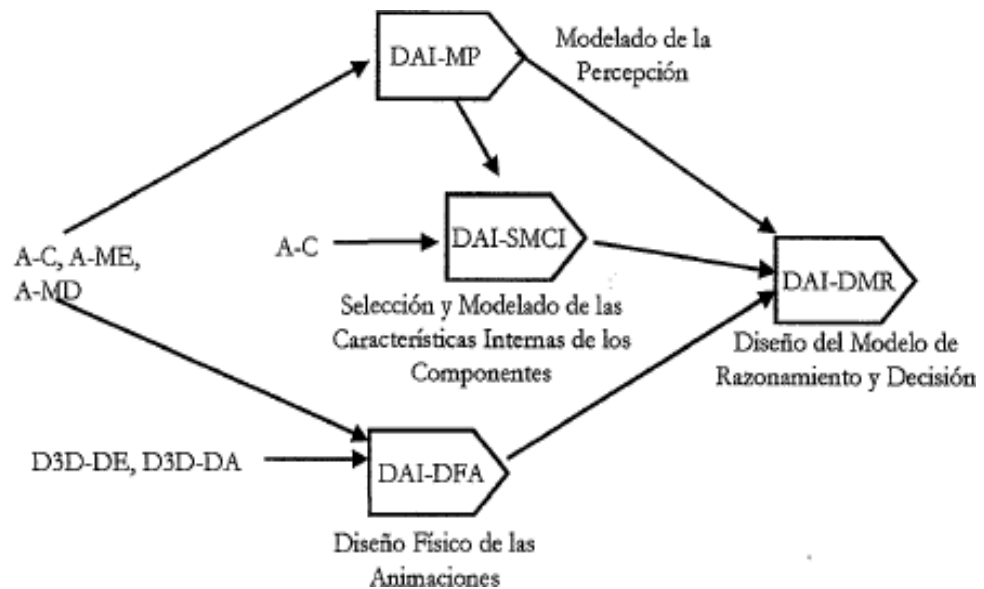 DAI-MP
Modelado de la
Percepción
A-C, A-ME,
A-MD
A-C
DAI-SMCI
Selección y Modelado de las
Características Internas de los
Componentes
DAI-DMR
Diseño del Modelo de
Razonamiento y Decisión
D3D-DE, D3D-DA
DAI-DFA
Diseño Físico de las
Animaciones